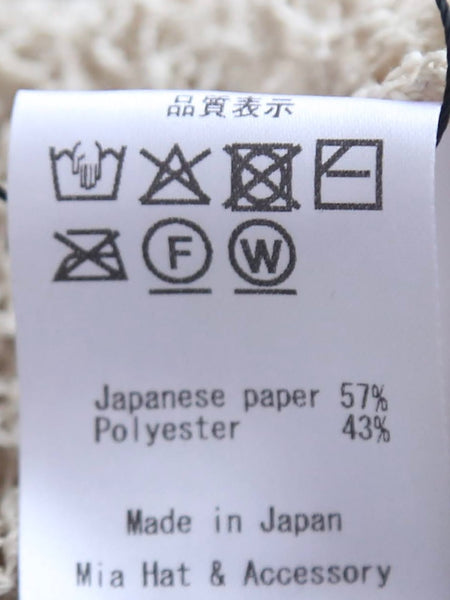 品質表示
F W
Japanese paper 57%
Polyester 43%
Made in Japan
Mia Hat & Accessory